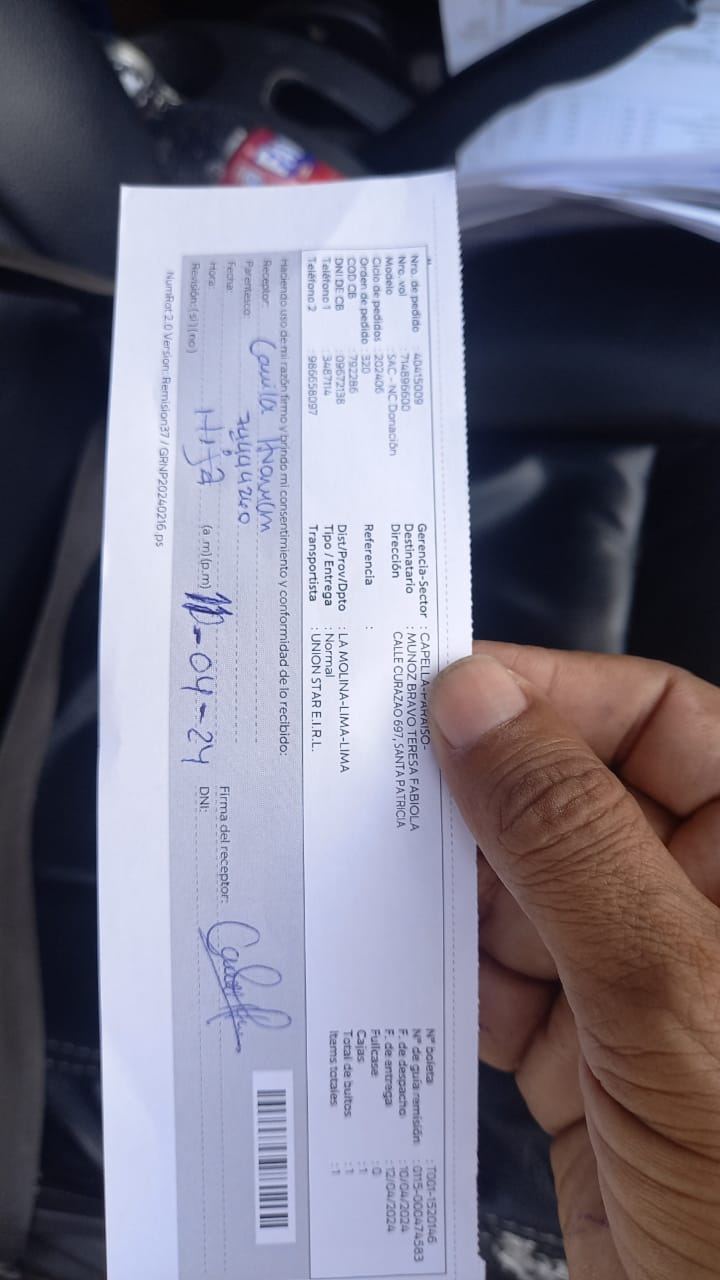 Nro. de pedido : 40415009
Nro. vol : 714896600
Modelo : SAC - NC Donación
Ciclo de pedidos : 202406
Orden de pedido : 320
COD CB : 792286
DNI DE CB : 09672138
Teléfono 1 : 3487114
Teléfono 2 : 986658097
Gerencia-Sector : CAPELLA-PARAISO-
Destinatario : MUÑOZ BRAVO TERESA FABIOLA
Dirección CALLE CURAZAO 697, SANTA PATRICIA
Referencia :
Dist/Prov/Dpto : LA MOLINA-LIMA-LIMA
Tipo / Entrega : Normal
Transportista : UNION STAR E.I.R.L.
N° boleta : T001-1520146
N° de guía remisión : 0115-000474583
F. de despacho : 10/04/2024
F. de entrega : 12/04/2024
Fullcase : 0
Cajas : 1
Total de bultos : 1
Items totales : 1
Haciendo uso de mi razón firmo y brindo mi consentimiento y conformidad de lo recibido:
Receptor: Camila
Parentesco:
Fecha: Hija
Hora: (a.m)(p.m) -04-24
Revisión: (si)(no)
Firma del receptor:
DNI:
NumRot 2.0 Version: Remision37 / GRNP20240216.ps